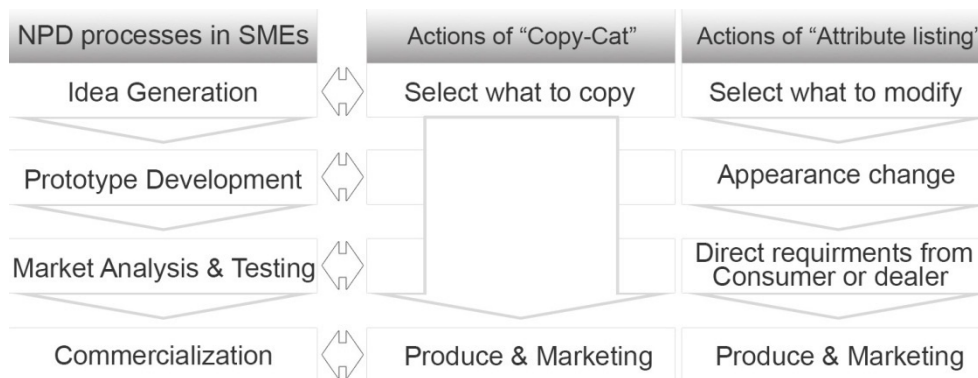 NPD processes in SMEs
Actions of “Copy-Cat”
Actions of “Attribute listing”
Idea Generation
Select what to copy
Select what to modify
Prototype Development
Appearance change
Market Analysis & Testing
Direct requirments from
Consumer or dealer
Commercialization
Produce & Marketing
Produce & Marketing